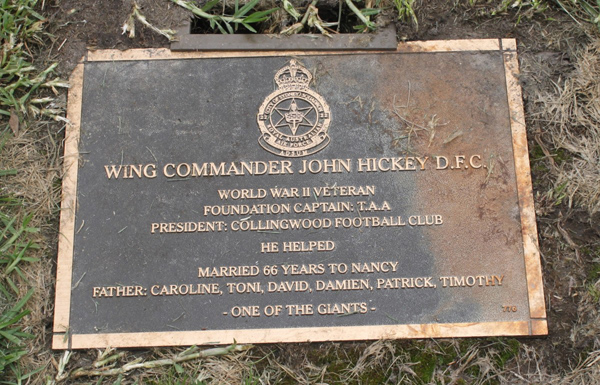 WING COMMANDER JOHN HICKEY D.F.C.
WORLD WAR II VETERAN
FOUNDATION CAPTAIN: T.A.A
PRESIDENT: COLLINGWOOD FOOTBALL CLUB
HE HELPED
MARRIED 66 YEARS TO NANCY
FATHER: CAROLINE, TONI, DAVID, DAMIEN, PATRICK, TIMOTHY
- ONE OF THE GIANTS -